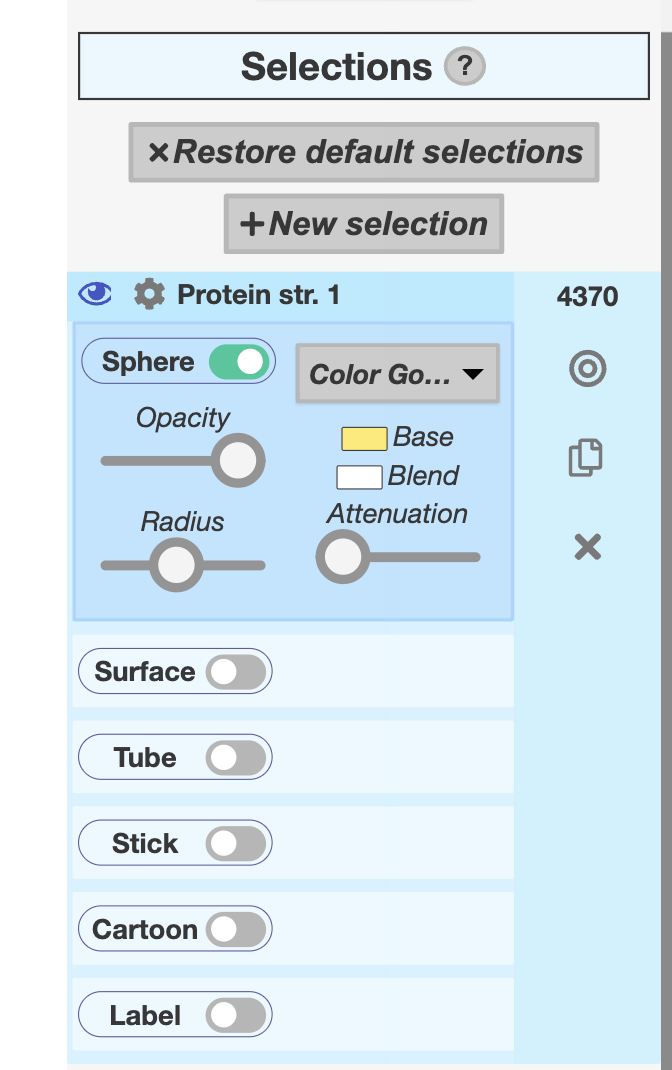 Selections ?
×Restore default selections
+New selection
Protein str. 1 4370
Sphere
Color Go...
Opacity
Base
Blend
Radius
Attenuation
Surface
Tube
Stick
Cartoon
Label